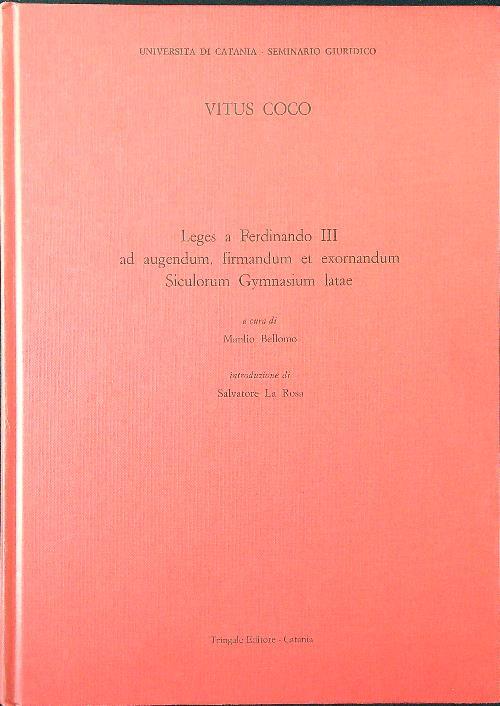 UNIVERSITA DI CATANIA - SEMINARIO GIURIDICO
VITUS COCO
Leges a Ferdinando III
ad augendum, firmandum et exornandum
Siculorum Gymnasium latae
a cura di
Manlio Bellomo
introduzione di
Salvatore La Rosa
Tringale Editore - Catania